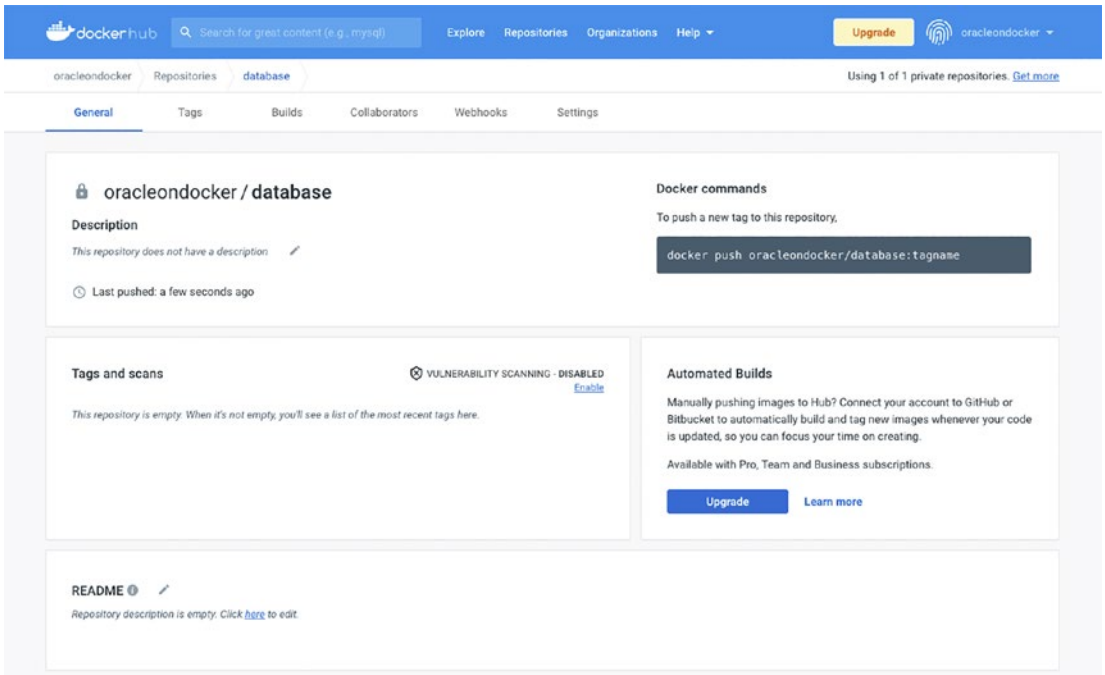 dockerhub
Search for great content (e.g., mysql)
Explore
Repositories
Organizations
Help
Upgrade
oracleondocker
oracleondocker
Repositories
database
Using 1 of 1 private repositories. Get more
General
Tags
Builds
Collaborators
Webhooks
Settings
oracleondocker / database
Description
This repository does not have a description
Last pushed: a few seconds ago
Docker commands
To push a new tag to this repository,
docker push oracleondocker/database:tagname
Tags and scans
VULNERABILITY SCANNING - DISABLED
Enable
This repository is empty. When it's not empty, you'll see a list of the most recent tags here.
Automated Builds
Manually pushing images to Hub? Connect your account to GitHub or
Bitbucket to automatically build and tag new images whenever your code
is updated, so you can focus your time on creating.
Available with Pro, Team and Business subscriptions.
Upgrade
Learn more
README
Repository description is empty. Click here to edit.